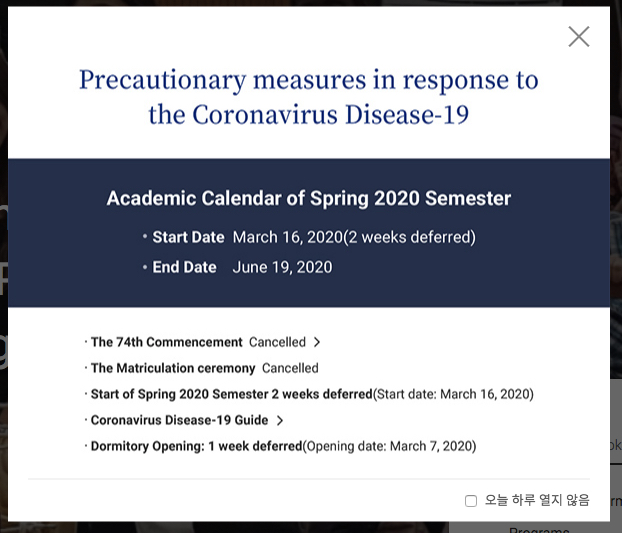 Precautionary measures in response to
the Coronavirus Disease-19
Academic Calendar of Spring 2020 Semester
• Start Date March 16, 2020(2 weeks deferred)
• End Date June 19, 2020
· The 74th Commencement Cancelled >
· The Matriculation ceremony Cancelled
· Start of Spring 2020 Semester 2 weeks deferred(Start date: March 16, 2020)
· Coronavirus Disease-19 Guide >
· Dormitory Opening: 1 week deferred(Opening date: March 7, 2020)
오늘 하루 열지 않음